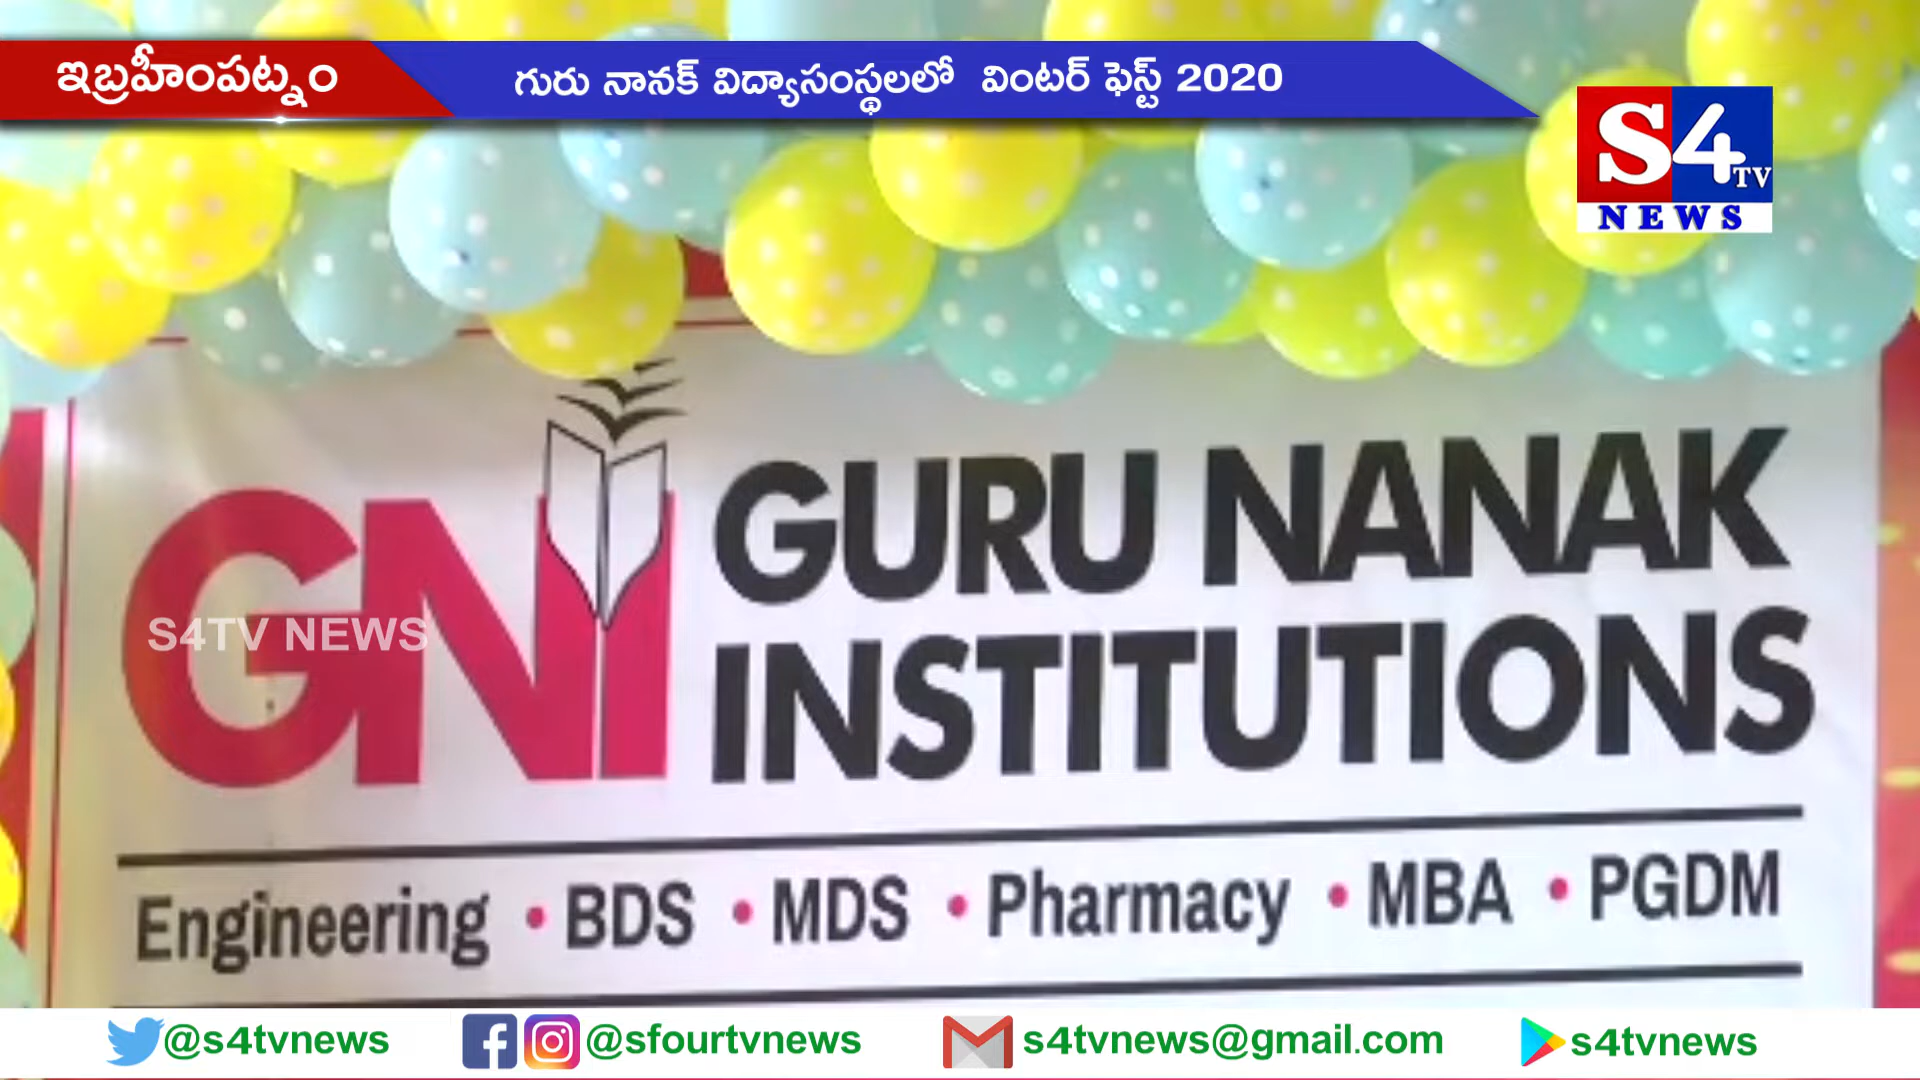 ఇబ్రహీంపట్నం
గురు నానక్ విద్యాసంస్థలలో వింటర్ ఫెస్ట్ 2020
S4 TV
NEWS
GNI
GURU NANAK
INSTITUTIONS
S4TV NEWS
Engineering • BDS • MDS • Pharmacy • MBA • PGDM
@s4tvnews
@sfourtvnews
s4tvnews@gmail.com
s4tvnews